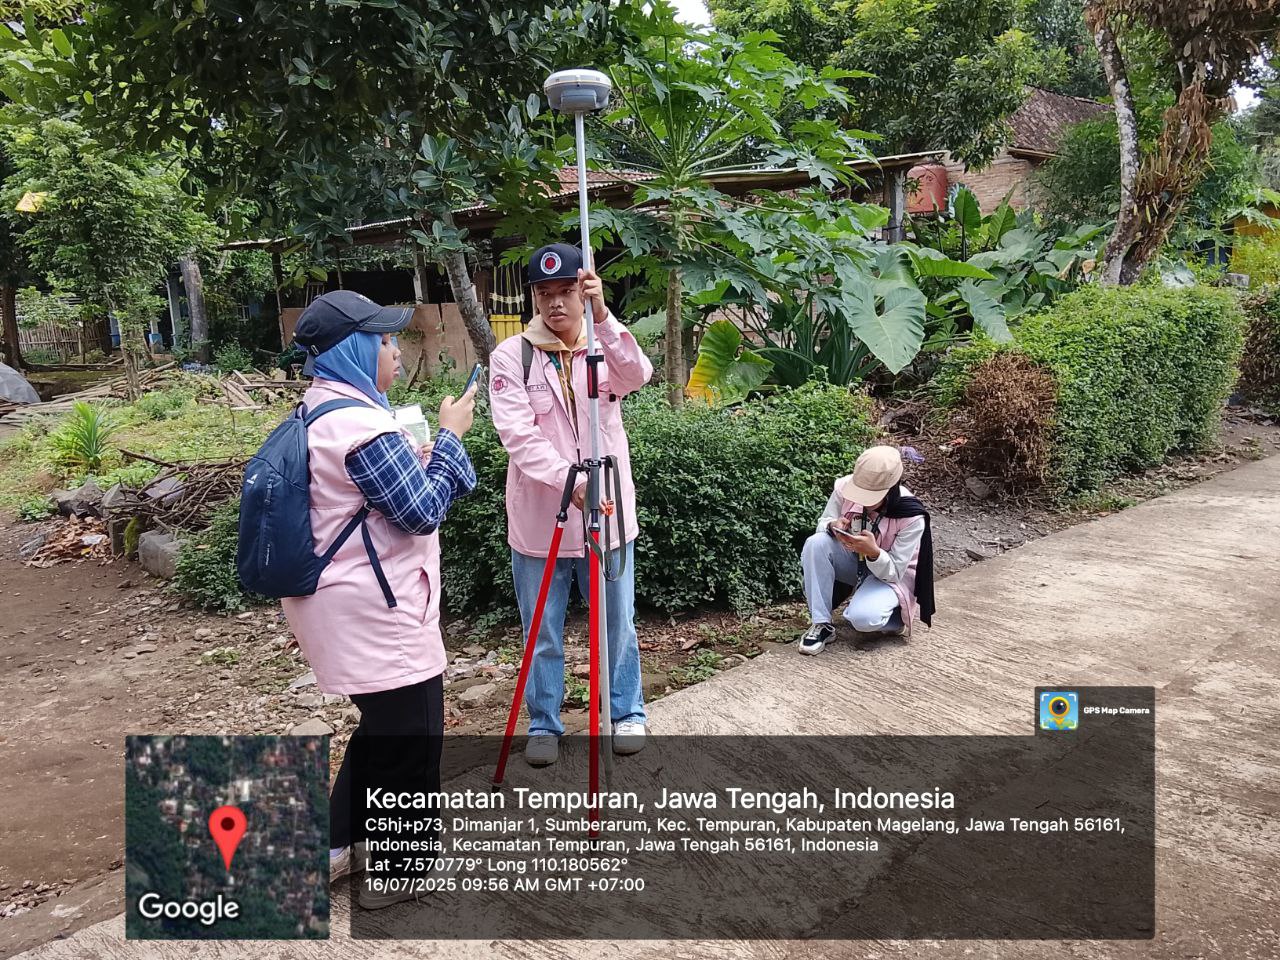 GPS Map Camera
Kecamatan Tempuran, Jawa Tengah, Indonesia
C5hj+p73, Dimanjar 1, Sumberarum, Kec. Tempuran, Kabupaten Magelang, Jawa Tengah 56161,
Indonesia, Kecamatan Tempuran, Jawa Tengah 56161, Indonesia
Lat -7.570779° Long 110.180562°
16/07/2025 09:56 AM GMT +07:00
Google